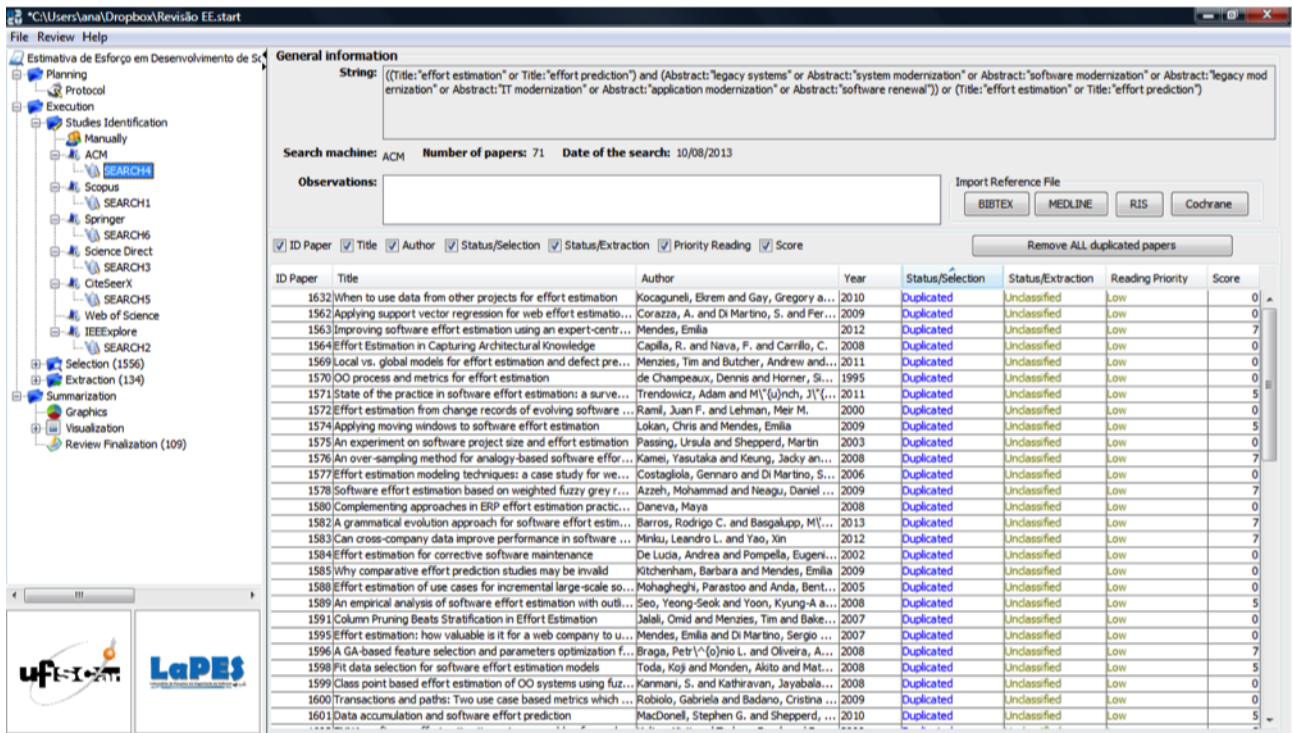 *C:\Users\ana\Dropbox\Revisão EE.start
File Review Help
Estimativa de Esforço em Desenvolvimento de Sc
Planning
Protocol
Execution
Studies Identification
Manually
ACM
SEARCH4
Scopus
SEARCH1
Springer
SEARCH6
Science Direct
SEARCH3
CiteSeerX
SEARCH5
Web of Science
IEEExplore
SEARCH2
Selection (1556)
Extraction (134)
Summarization
Graphics
Visualization
Review Finalization (109)
ufscar
LaPES
General information
String: ((Title:"effort estimation" or Title:"effort prediction") and (Abstract:"legacy systems" or Abstract:"system modernization" or Abstract:"software modernization" or Abstract:"legacy mod
ernization" or Abstract:"IT modernization" or Abstract:"application modernization" or Abstract:"software renewal")) or (Title:"effort estimation" or Title:"effort prediction")
Search machine: ACM Number of papers: 71 Date of the search: 10/08/2013
Observations:
Import Reference File
BIBTEX MEDLINE RIS Cochrane
ID Paper Title Author Status/Selection Status/Extraction Priority Reading Score Remove ALL duplicated papers
ID Paper Title Author Year Status/Selection Status/Extraction Reading Priority Score
1632 When to use data from other projects for effort estimation Kocaguneli, Ekrem and Gay, Gregory a... 2010 Duplicated Unclassified Low 0
1562 Applying support vector regression for web effort estimatio... Corazza, A. and Di Martino, S. and Fer... 2009 Duplicated Unclassified Low 0
1563 Improving software effort estimation using an expert-centr... Mendes, Emilia 2012 Duplicated Unclassified Low 7
1564 Effort Estimation in Capturing Architectural Knowledge Capilla, R. and Nava, F. and Carrillo, C. 2008 Duplicated Unclassified Low 0
1569 Local vs. global models for effort estimation and defect pre... Menzies, Tim and Butcher, Andrew and... 2011 Duplicated Unclassified Low 0
1570 OO process and metrics for effort estimation de Champeaux, Dennis and Horner, Si... 1995 Duplicated Unclassified Low 0
1571 State of the practice in software effort estimation: a surve... Trendowicz, Adam and M\"{u}nch, J\"{... 2011 Duplicated Unclassified Low 5
1572 Effort estimation from change records of evolving software ... Ramil, Juan F. and Lehman, Meir M. 2000 Duplicated Unclassified Low 0
1574 Applying moving windows to software effort estimation Lokan, Chris and Mendes, Emilia 2009 Duplicated Unclassified Low 5
1575 An experiment on software project size and effort estimation Passing, Ursula and Shepperd, Martin 2003 Duplicated Unclassified Low 0
1576 An over-sampling method for analogy-based software effor... Kamei, Yasutaka and Keung, Jacky an... 2008 Duplicated Unclassified Low 7
1577 Effort estimation modeling techniques: a case study for we... Costagliola, Gennaro and Di Martino, S... 2006 Duplicated Unclassified Low 0
1578 Software effort estimation based on weighted fuzzy grey r... Azzeh, Mohammad and Neagu, Daniel ... 2009 Duplicated Unclassified Low 7
1580 Complementing approaches in ERP effort estimation practic... Daneva, Maya 2008 Duplicated Unclassified Low 0
1582 A grammatical evolution approach for software effort estim... Barros, Rodrigo C. and Basgalupp, M\'{... 2013 Duplicated Unclassified Low 7
1583 Can cross-company data improve performance in software ... Minku, Leandro L. and Yao, Xin 2012 Duplicated Unclassified Low 7
1584 Effort estimation for corrective software maintenance De Lucia, Andrea and Pompella, Eugeni... 2002 Duplicated Unclassified Low 0
1585 Why comparative effort prediction studies may be invalid Kitchenham, Barbara and Mendes, Emilia 2009 Duplicated Unclassified Low 0
1588 Effort estimation of use cases for incremental large-scale so... Mohagheghi, Parastoo and Anda, Bent... 2005 Duplicated Unclassified Low 0
1589 An empirical analysis of software effort estimation with outli... Seo, Yeong-Seok and Yoon, Kyung-A a... 2008 Duplicated Unclassified Low 5
1591 Column Pruning Beats Stratification in Effort Estimation Jalali, Omid and Menzies, Tim and Bake... 2007 Duplicated Unclassified Low 0
1595 Effort estimation: how valuable is it for a web company to u... Mendes, Emilia and Di Martino, Sergio ... 2007 Duplicated Unclassified Low 0
1596 A GA-based feature selection and parameters optimization f... Braga, Petr\^{o}nio L. and Oliveira, A... 2008 Duplicated Unclassified Low 7
1598 Fit data selection for software effort estimation models Toda, Koji and Monden, Akito and Mat... 2008 Duplicated Unclassified Low 5
1599 Class point based effort estimation of OO systems using fuz... Kanmani, S. and Kathiravan, Jayabala... 2008 Duplicated Unclassified Low 0
1600 Transactions and paths: Two use case based metrics which ... Robiolo, Gabriela and Badano, Cristina ... 2009 Duplicated Unclassified Low 0
1601 Data accumulation and software effort prediction MacDonell, Stephen G. and Shepperd, ... 2010 Duplicated Unclassified Low 5